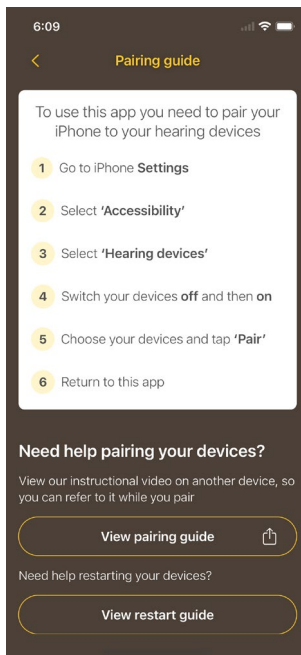 6:09
Pairing guide
To use this app you need to pair your
iPhone to your hearing devices
1 Go to iPhone Settings
2 Select 'Accessibility'
3 Select 'Hearing devices'
4 Switch your devices off and then on
5 Choose your devices and tap 'Pair'
6 Return to this app
Need help pairing your devices?
View our instructional video on another device, so
you can refer to it while you pair
View pairing guide
Need help restarting your devices?
View restart guide